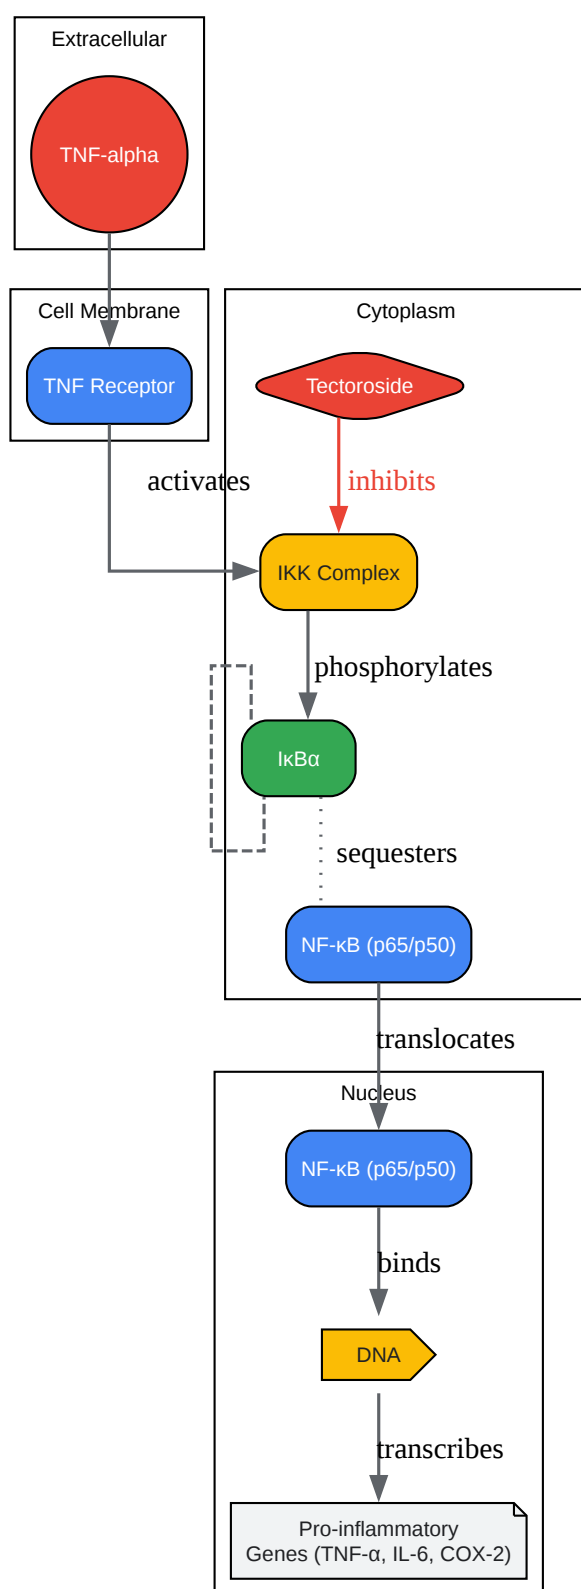 Extracellular
TNF-alpha
Cell Membrane
Cytoplasm
TNF Receptor
Tectoroside
activates
inhibits
IKK Complex
phosphorylates
IκBα
sequesters
NF-κB (p65/p50)
translocates
Nucleus
NF-κB (p65/p50)
binds
DNA
transcribes
Pro-inflammatory
Genes (TNF-α, IL-6, COX-2)